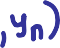 , yₙ)